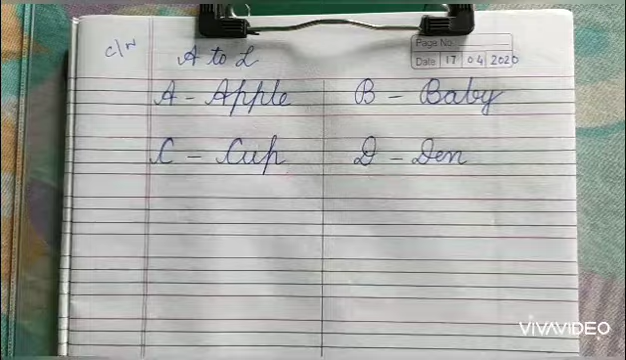 Page No.
c/w A to L
Date 17 04 2020
A - Apple B - Baby
C - Cup D - Den
VIVAVIDEO